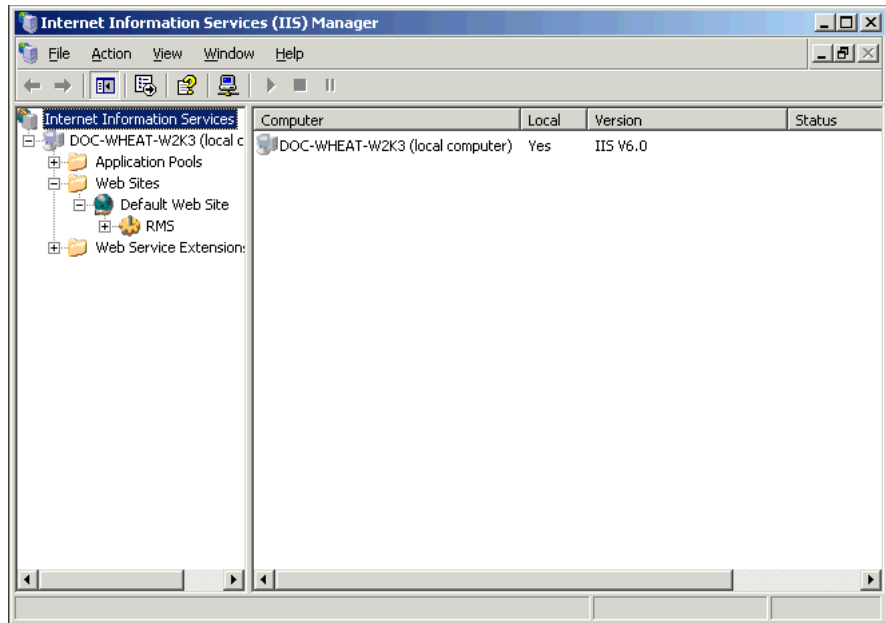 Internet Information Services (IIS) Manager
File Action View Window Help
Internet Information Services
DOC-WHEAT-W2K3 (local c
Application Pools
Web Sites
Default Web Site
RMS
Web Service Extension
Computer Local Version Status
DOC-WHEAT-W2K3 (local computer) Yes IIS V6.0